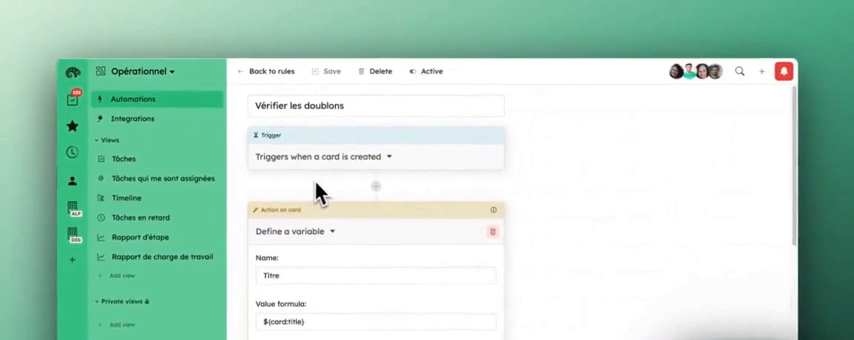 Opérationnel
Back to rules
Save
Delete
Active
Automations
Integrations
Views
Tâches
Tâches qui me sont assignées
Timeline
Tâches en retard
Rapport d'étape
Rapport de charge de travail
Add view
Private views
Add view
Vérifier les doublons
Trigger
Triggers when a card is created
Action on card
Define a variable
Name:
Titre
Value formula:
${card:title}
ALP